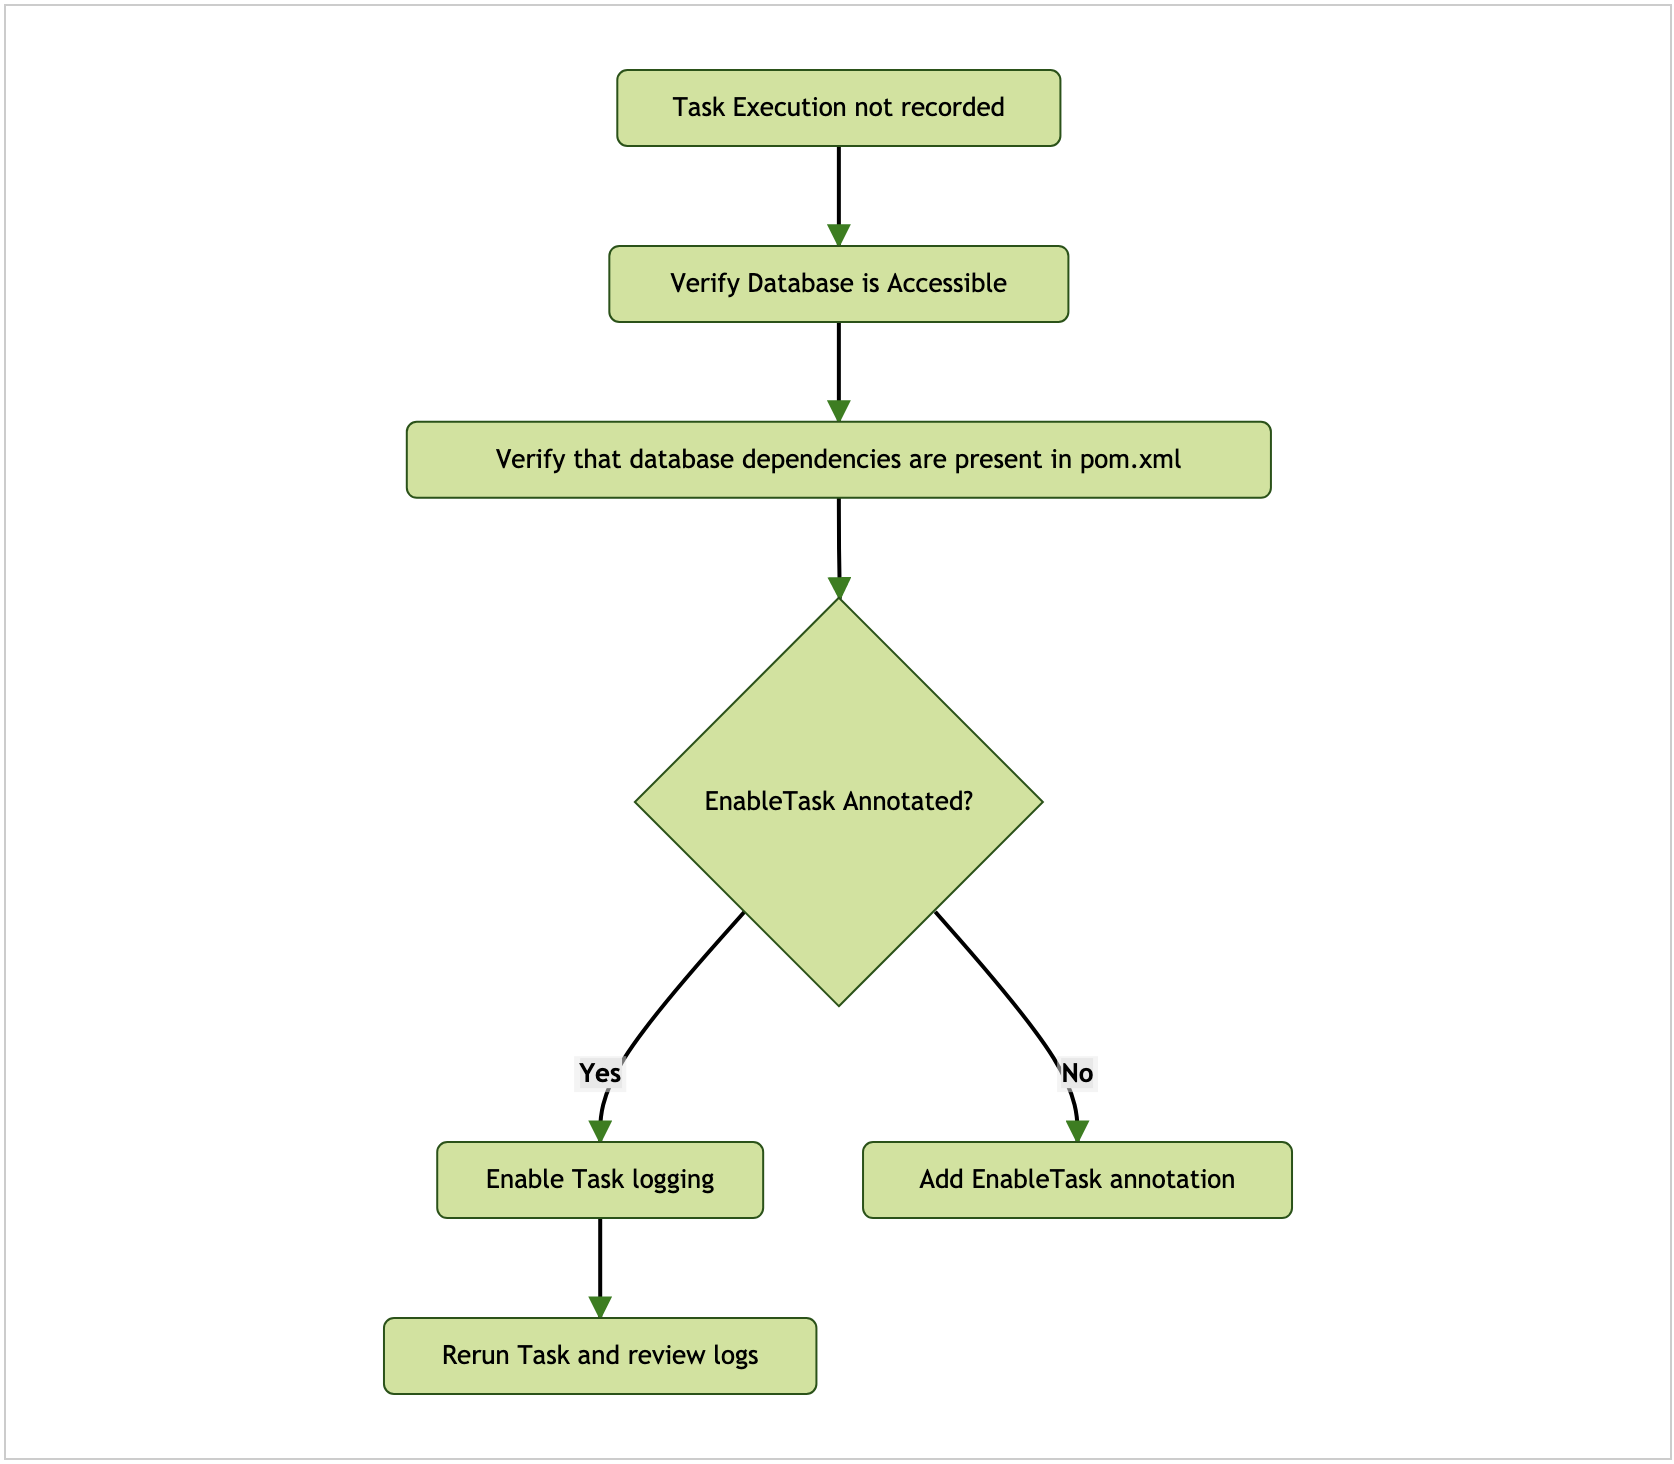 Task Execution not recorded
Verify Database is Accessible
Verify that database dependencies are present in pom.xml
EnableTask Annotated?
Yes
No
Enable Task logging
Add EnableTask annotation
Rerun Task and review logs